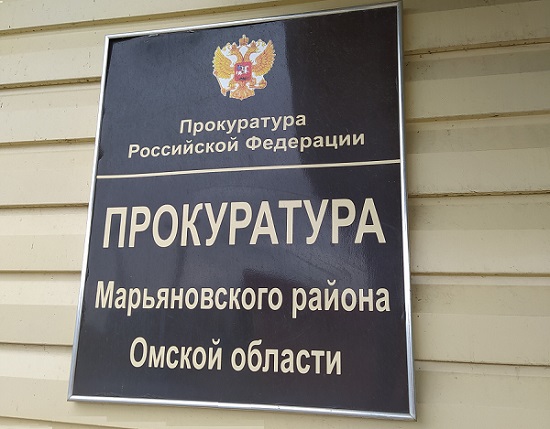 Прокуратура
Российской Федерации
ПРОКУРАТУРА
Марьяновского района
Омской области